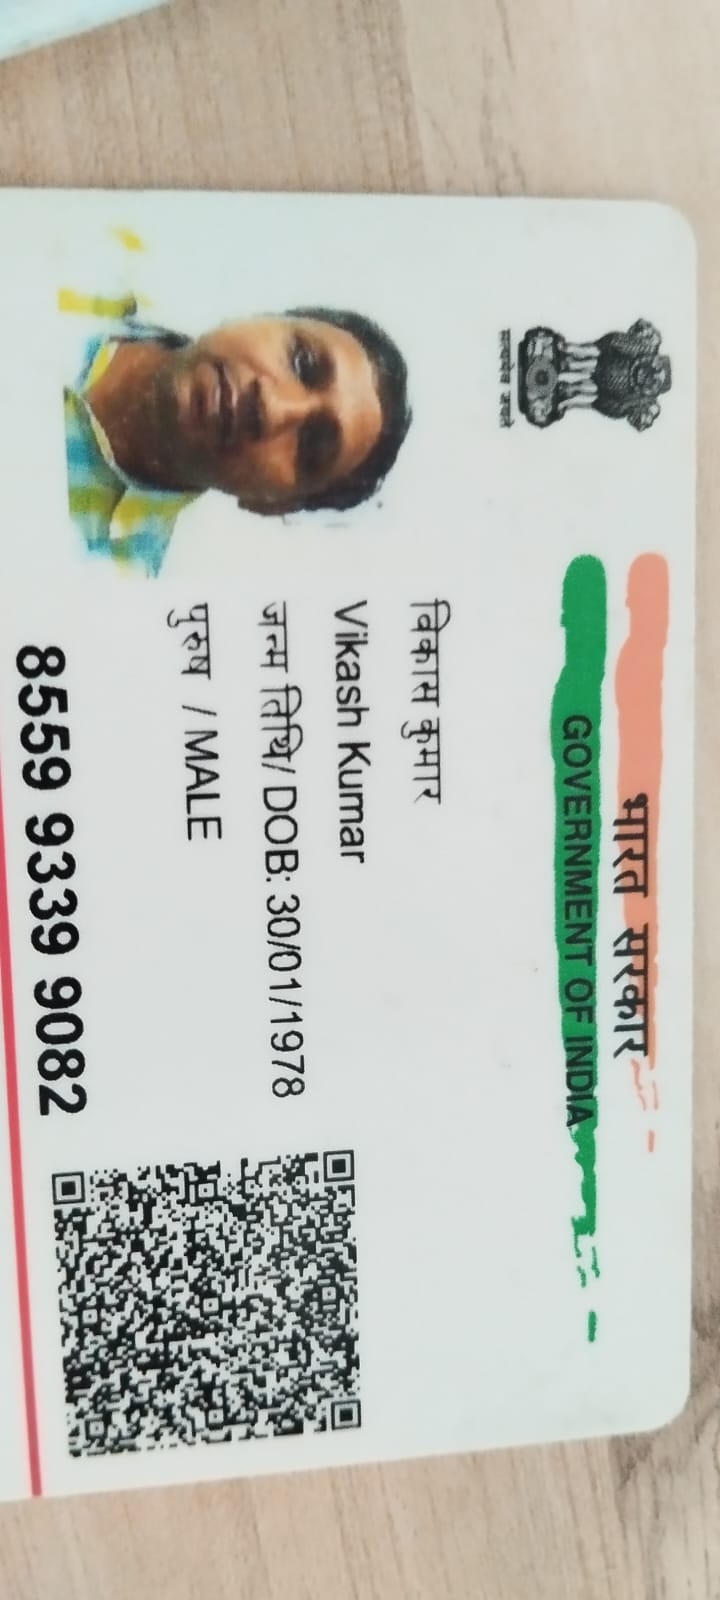 भारत सरकार
GOVERNMENT OF INDIA
सत्यमेव जयते
विकास कुमार
Vikash Kumar
जन्म तिथि/ DOB: 30/01/1978
पुरुष / MALE
8559 9339 9082